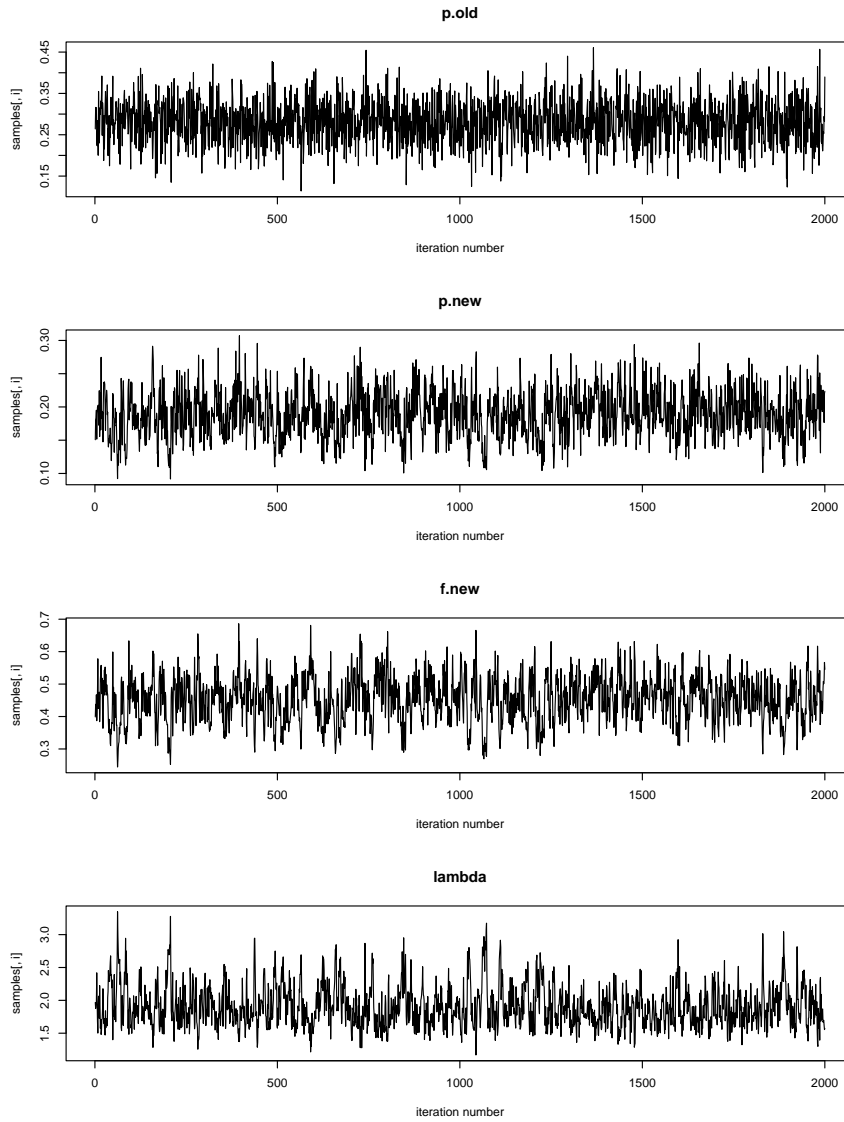 p.old
samples[, i]
0.15 0.25 0.35 0.45
0 500 1000 1500 2000
iteration number
p.new
samples[, i]
0.10 0.20 0.30
0 500 1000 1500 2000
iteration number
f.new
samples[, i]
0.3 0.4 0.5 0.6 0.7
0 500 1000 1500 2000
iteration number
lambda
samples[, i]
1.5 2.0 2.5 3.0
0 500 1000 1500 2000
iteration number